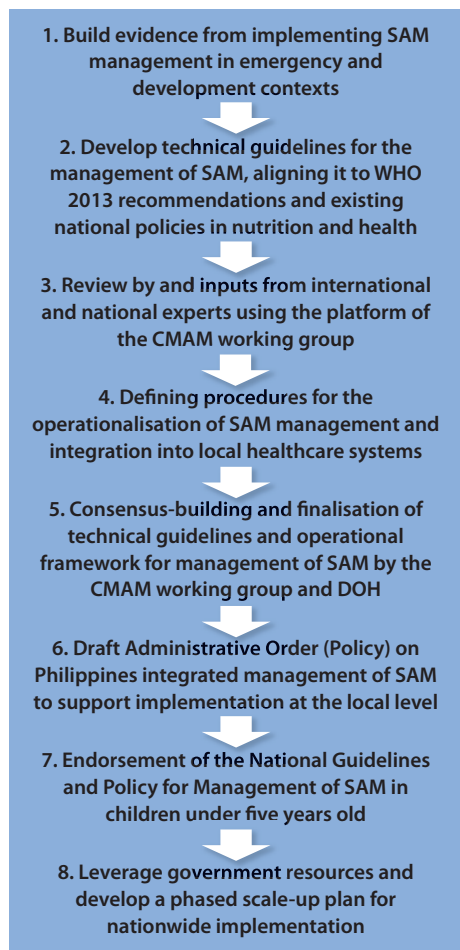 1. Build evidence from implementing SAM
management in emergency and
development contexts
2. Develop technical guidelines for the
management of SAM, aligning it to WHO
2013 recommendations and existing
national policies in nutrition and health
3. Review by and inputs from international
and national experts using the platform of
the CMAM working group
4. Defining procedures for the
operationalisation of SAM management and
integration into local healthcare systems
5. Consensus-building and finalisation of
technical guidelines and operational
framework for management of SAM by the
CMAM working group and DOH
6. Draft Administrative Order (Policy) on
Philippines integrated management of SAM
to support implementation at the local level
7. Endorsement of the National Guidelines
and Policy for Management of SAM in
children under five years old
8. Leverage government resources and
develop a phased scale-up plan for
nationwide implementation